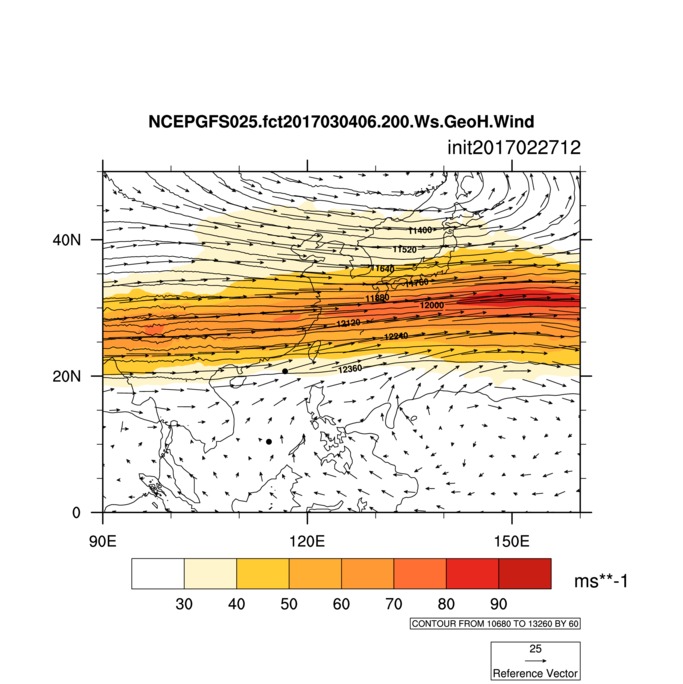 NCEPGFS025.fct2017030406.200.Ws.GeoH.Wind
init2017022712
40N
20N
0
11400
11520
11640
11760
11880
12000
12120
12240
12360
90E 120E 150E
30 40 50 60 70 80 90
ms**-1
CONTOUR FROM 10680 TO 13260 BY 60
25
Reference Vector